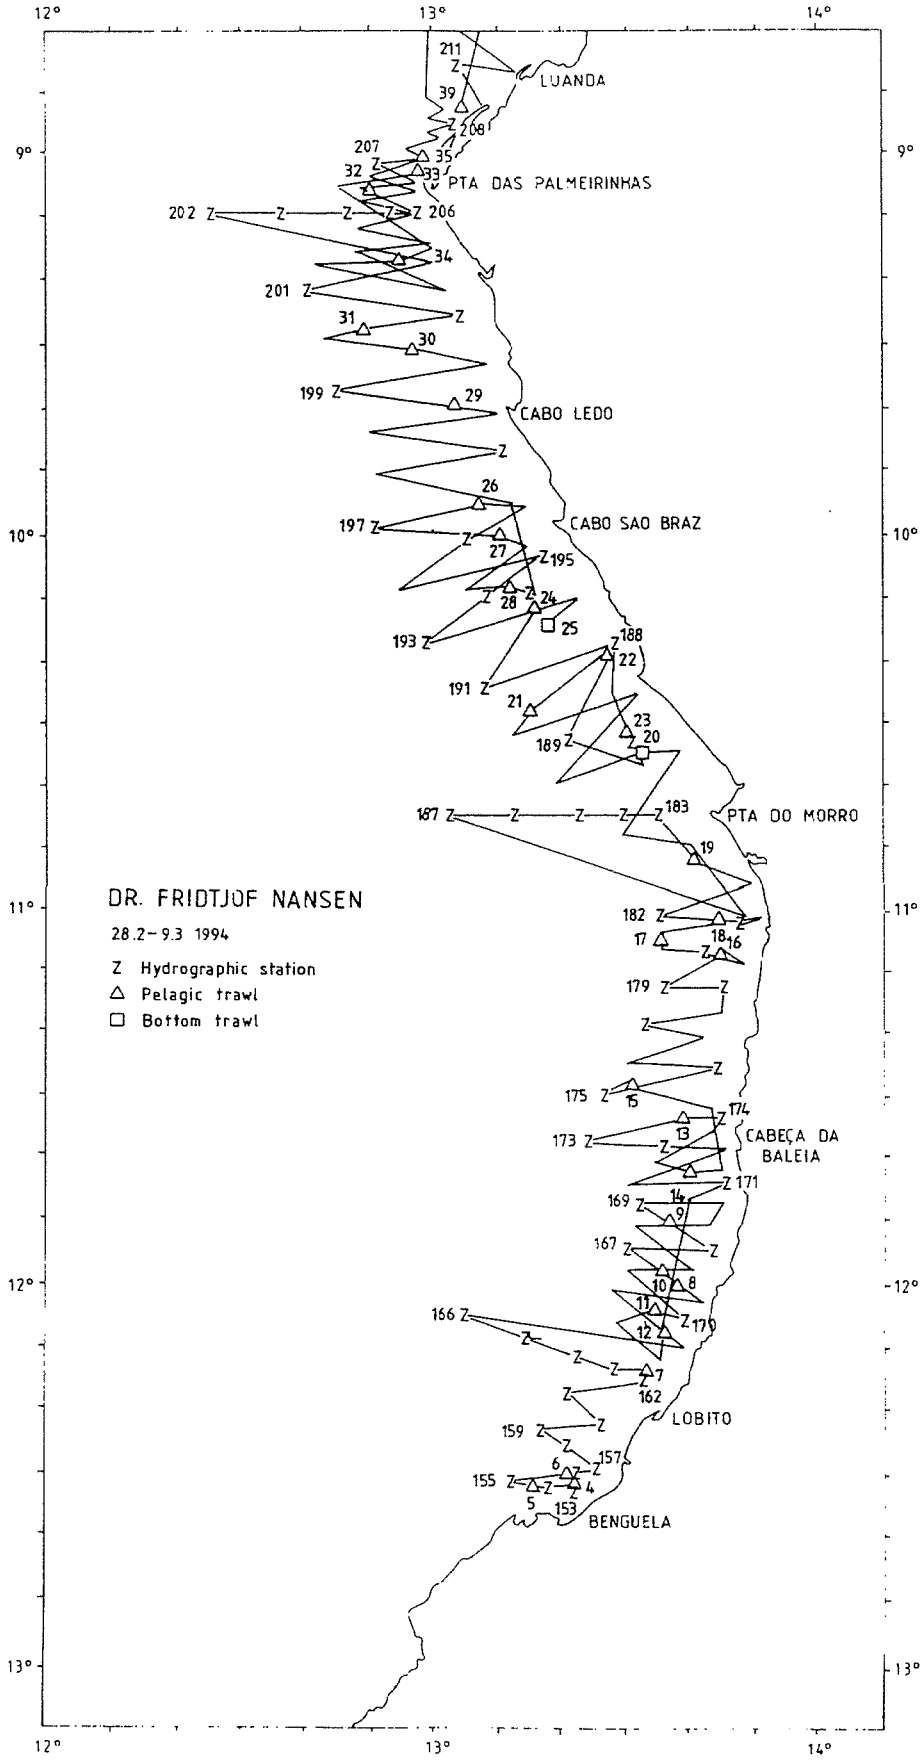 12° 13° 14°
211
LUANDA
39
208
9° 207 35 9°
32 33
PTA DAS PALMEIRINHAS
202 Z Z Z Z Z 206
34
201 Z
31 Z
30
199 Z 29
CABO LEDO
Z
26
CABO SAO BRAZ
197 Z
10° Z 27 10°
Z 195
28 Z 24
Z 25
193 Z
Z 188
22
191 Z
21
23
189 Z 20
187 Z Z Z Z Z 183
PTA DO MORRO
19
DR. FRIDTJOF NANSEN
11° 182 Z 11°
28.2-9.3 1994
17 18 16
Z Hydrographic station
179 Z Z
Pelagic trawl
Bottom trawl
Z
Z
175 Z 15
Z 174
13
173 Z CABEÇA DA
Z BALEIA
Z 171
169 Z 14
9
167 Z Z
12° 10 8 12°
11
166 Z 12 Z 170
Z
Z Z 7
Z 162
LOBITO
159 Z Z
Z
6 Z 157
155 Z 4
5 153
BENGUELA
13° 13°
12° 13° 14°